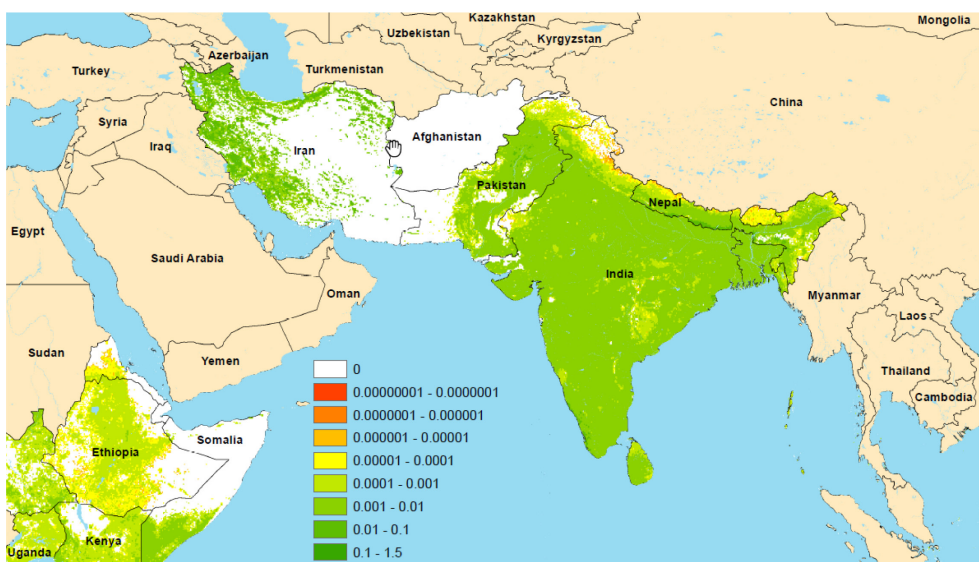 Kazakhstan
Mongolia
Uzbekistan
Kyrgyzstan
Azerbaijan
Turkey
Turkmenistan
China
Syria
Afghanistan
Iraq
Iran
Pakistan
Nepal
Egypt
Saudi Arabia
India
Oman
Myanmar
Laos
Sudan
Yemen
Thailand
Cambodia
Somalia
Ethiopia
Uganda
Kenya
0
0.00000001 - 0.0000001
0.0000001 - 0.000001
0.000001 - 0.00001
0.00001 - 0.0001
0.0001 - 0.001
0.001 - 0.01
0.01 - 0.1
0.1 - 1.5